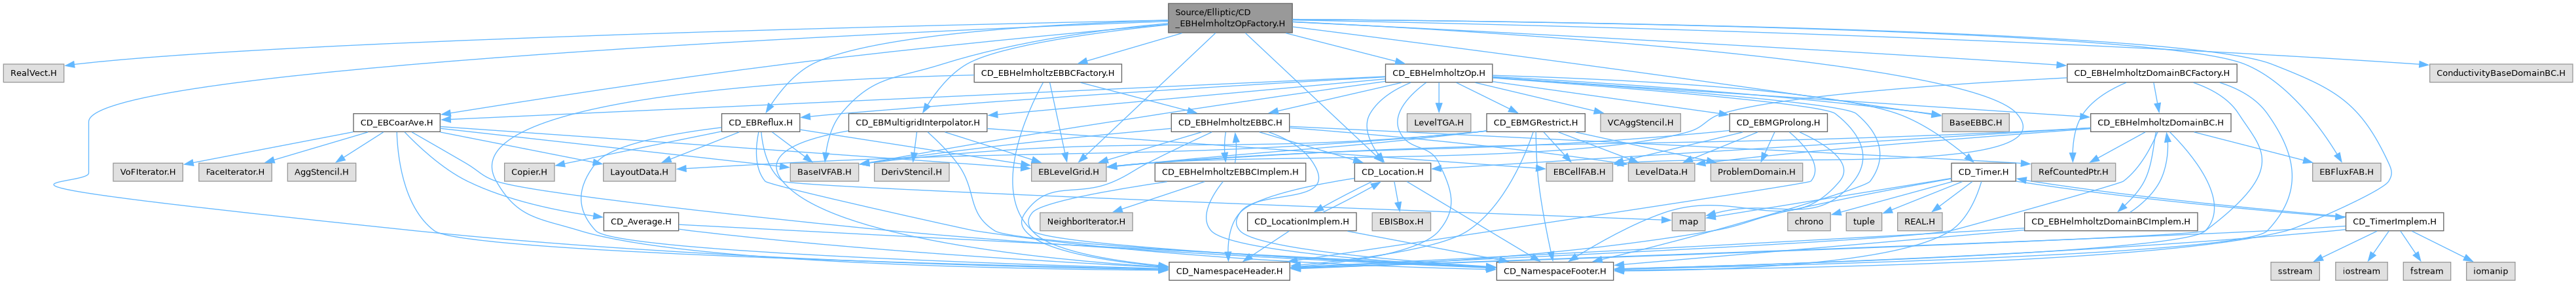 Source/Elliptic/CD
_EBHelmholtzOpFactory.H
RealVect.H
CD_EBHelmholtzEBBCFactory.H
CD_EBHelmholtzOp.H
CD_EBHelmholtzDomainBCFactory.H
ConductivityBaseDomainBC.H
CD_EBCoarAve.H
CD_EBReflux.H
CD_EBMultigridInterpolator.H
CD_EBHelmholtzEBBC.H
LevelTGA.H
CD_EBMGRestrict.H
VCAggStencil.H
CD_EBMGProlong.H
BaseEBBC.H
CD_EBHelmholtzDomainBC.H
VoFIterator.H
FaceIterator.H
AggStencil.H
Copier.H
LayoutData.H
BaseIVFAB.H
DerivStencil.H
EBLevelGrid.H
CD_EBHelmholtzEBBCImplem.H
CD_Location.H
EBCellFAB.H
LevelData.H
ProblemDomain.H
CD_Timer.H
RefCountedPtr.H
EBFluxFAB.H
CD_Average.H
NeighborIterator.H
CD_LocationImplem.H
EBISBox.H
map
chrono
tuple
REAL.H
CD_EBHelmholtzDomainBCImplem.H
CD_TimerImplem.H
CD_NamespaceHeader.H
CD_NamespaceFooter.H
sstream
iostream
fstream
iomanip